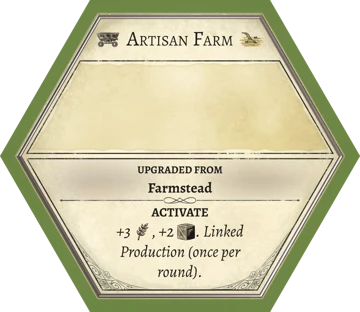 Artisan Farm
UPGRADED FROM
Farmstead
ACTIVATE
+3 , +2 . Linked
Production (once per
round).